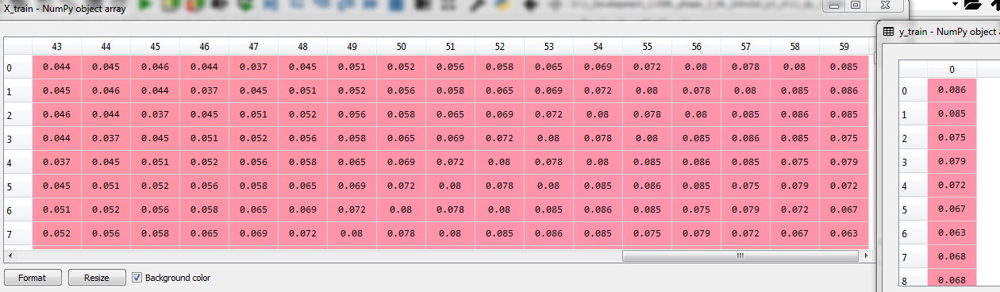 X_train - NumPy object array
y_train - NumPy object a
43 44 45 46 47 48 49 50 51 52 53 54 55 56 57 58 59
0 0.044 0.045 0.046 0.044 0.037 0.045 0.051 0.052 0.056 0.058 0.065 0.069 0.072 0.08 0.078 0.08 0.085
1 0.045 0.046 0.044 0.037 0.045 0.051 0.052 0.056 0.058 0.065 0.069 0.072 0.08 0.078 0.08 0.085 0.086
2 0.046 0.044 0.037 0.045 0.051 0.052 0.056 0.058 0.065 0.069 0.072 0.08 0.078 0.08 0.085 0.086 0.085
3 0.044 0.037 0.045 0.051 0.052 0.056 0.058 0.065 0.069 0.072 0.08 0.078 0.08 0.085 0.086 0.085 0.075
4 0.037 0.045 0.051 0.052 0.056 0.058 0.065 0.069 0.072 0.08 0.078 0.08 0.085 0.086 0.085 0.075 0.079
5 0.045 0.051 0.052 0.056 0.058 0.065 0.069 0.072 0.08 0.078 0.08 0.085 0.086 0.085 0.075 0.079 0.072
6 0.051 0.052 0.056 0.058 0.065 0.069 0.072 0.08 0.078 0.08 0.085 0.086 0.085 0.075 0.079 0.072 0.067
7 0.052 0.056 0.058 0.065 0.069 0.072 0.08 0.078 0.08 0.085 0.086 0.085 0.075 0.079 0.072 0.067 0.063
Format Resize Background color
0
0 0.086
1 0.085
2 0.075
3 0.079
4 0.072
5 0.067
6 0.063
7 0.068
8 0.068